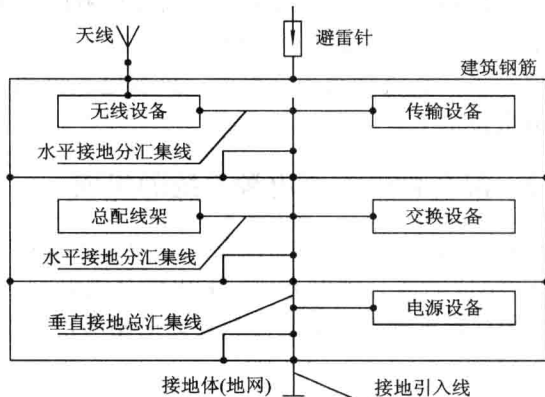 天线
避雷针
建筑钢筋
无线设备
传输设备
水平接地分汇集线
总配线架
交换设备
水平接地分汇集线
电源设备
垂直接地总汇集线
接地体(地网)
接地引入线